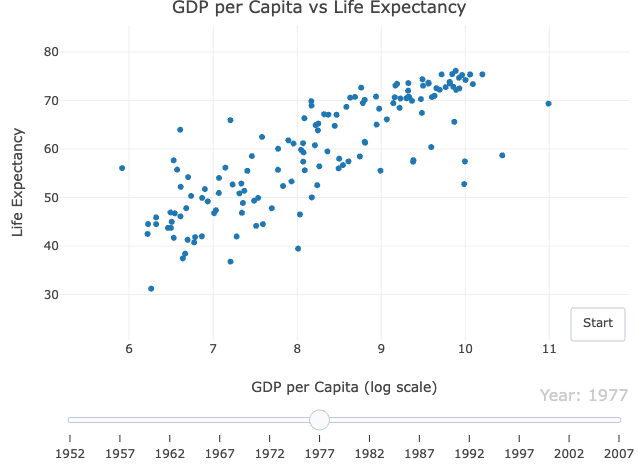 GDP per Capita vs Life Expectancy
80
70
60
50
40
30
Life Expectancy
Start
6 7 8 9 10 11
GDP per Capita (log scale)
Year: 1977
1952 1957 1962 1967 1972 1977 1982 1987 1992 1997 2002 2007